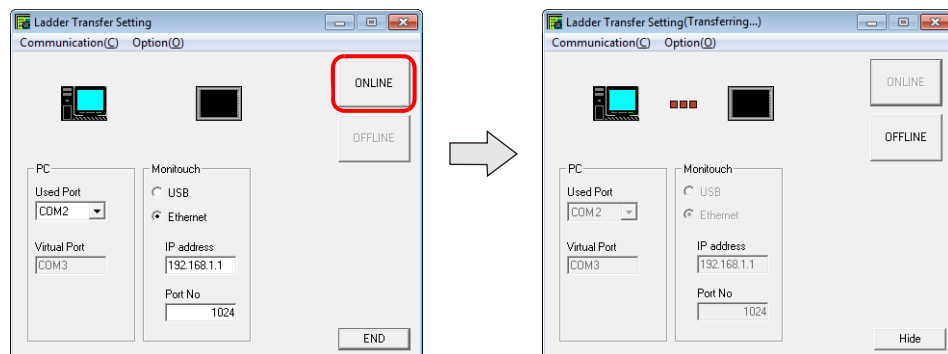 Ladder Transfer Setting
Communication(C) Option(O)
ONLINE
OFFLINE
PC
Used Port
COM2
Virtual Port
COM3
Monitouch
USB
Ethernet
IP address
192.168.1.1
Port No
1024
END
Ladder Transfer Setting(Transferring...)
Communication(C) Option(O)
ONLINE
OFFLINE
PC
Used Port
COM2
Virtual Port
COM3
Monitouch
USB
Ethernet
IP address
192.168.1.1
Port No
1024
Hide